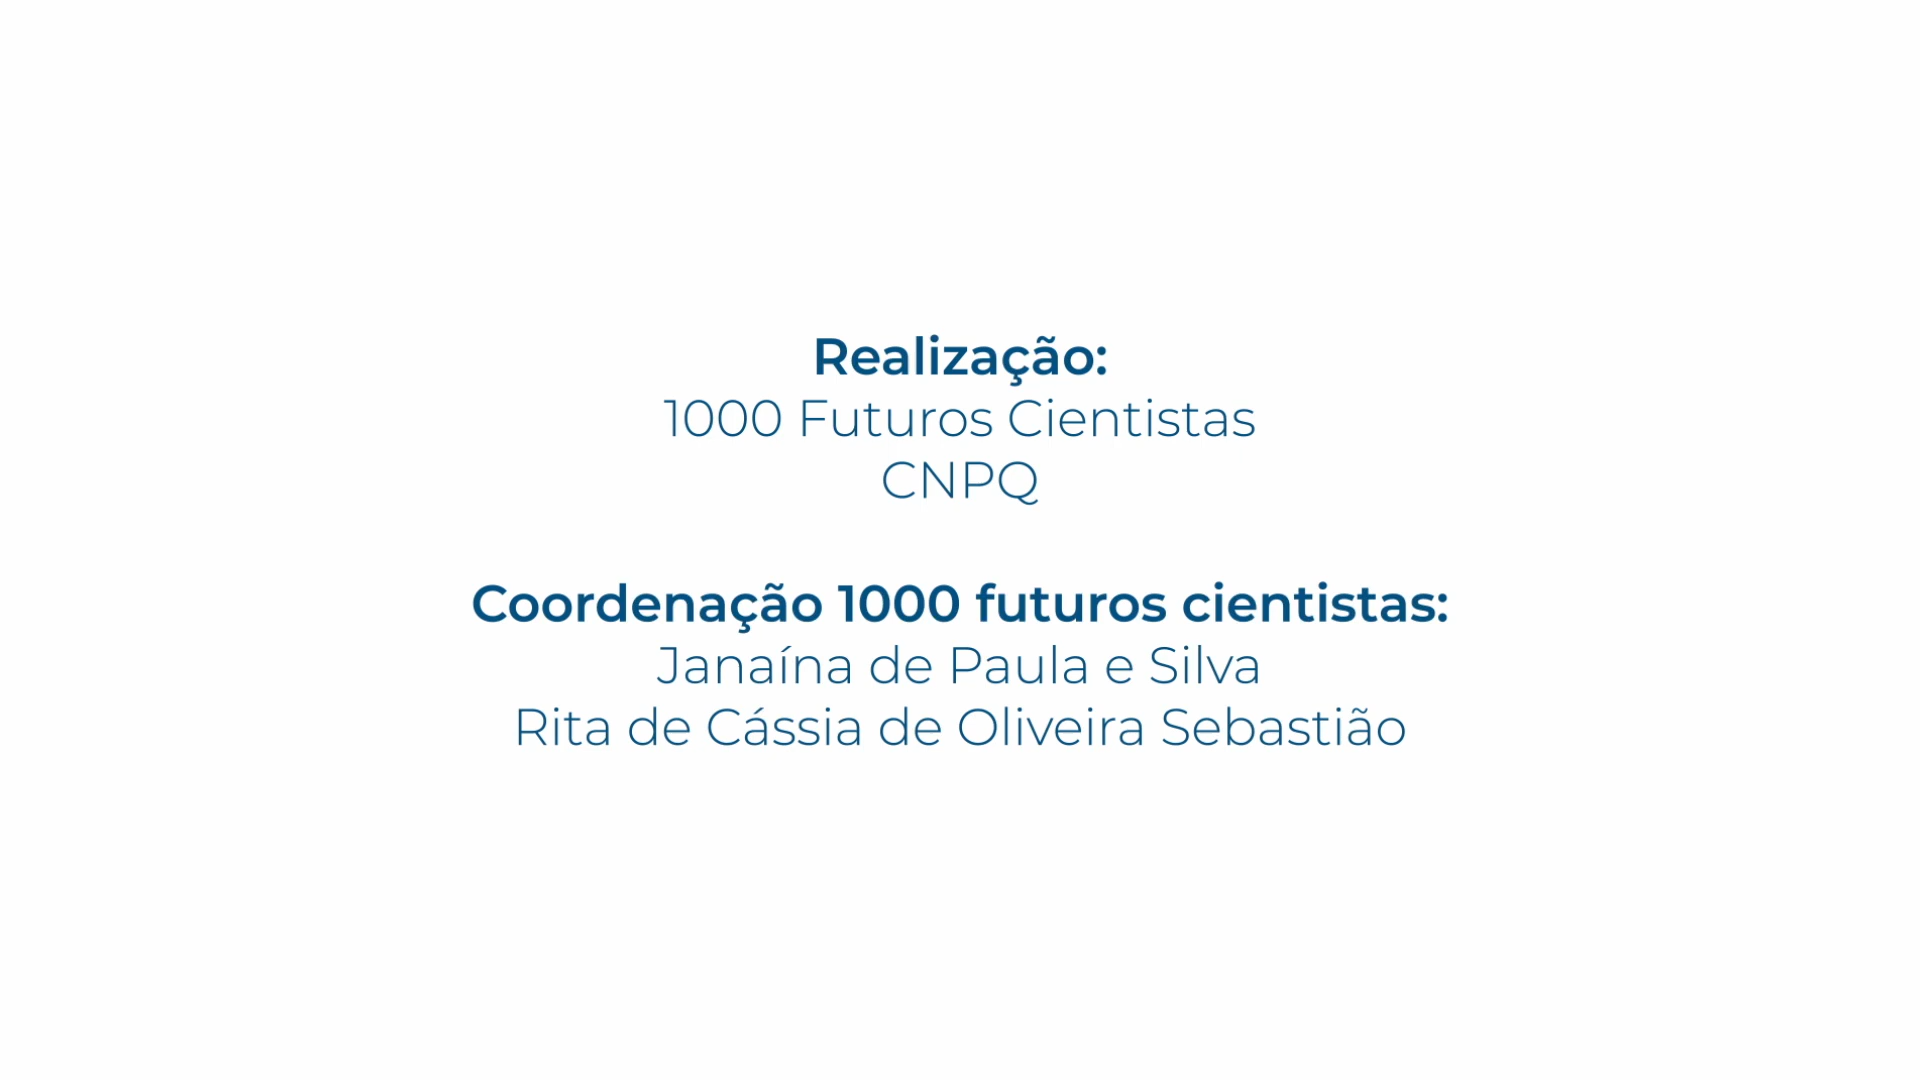 Realização:
1000 Futuros Cientistas
CNPQ
Coordenação 1000 futuros cientistas:
Janaína de Paula e Silva
Rita de Cássia de Oliveira Sebastião